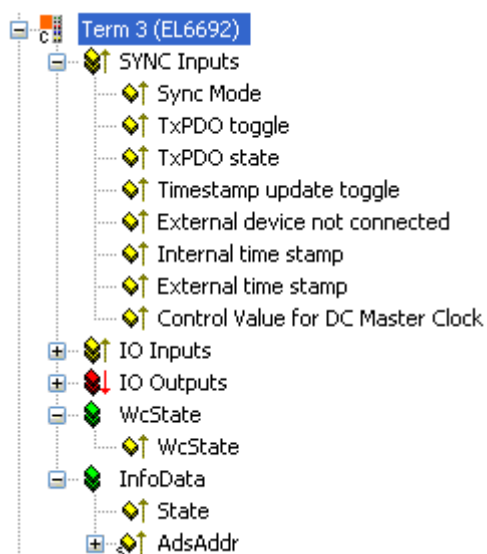 Term 3 (EL6692)
SYNC Inputs
Sync Mode
TxPDO toggle
TxPDO state
Timestamp update toggle
External device not connected
Internal time stamp
External time stamp
Control Value for DC Master Clock
IO Inputs
IO Outputs
WcState
WcState
InfoData
State
AdsAddr